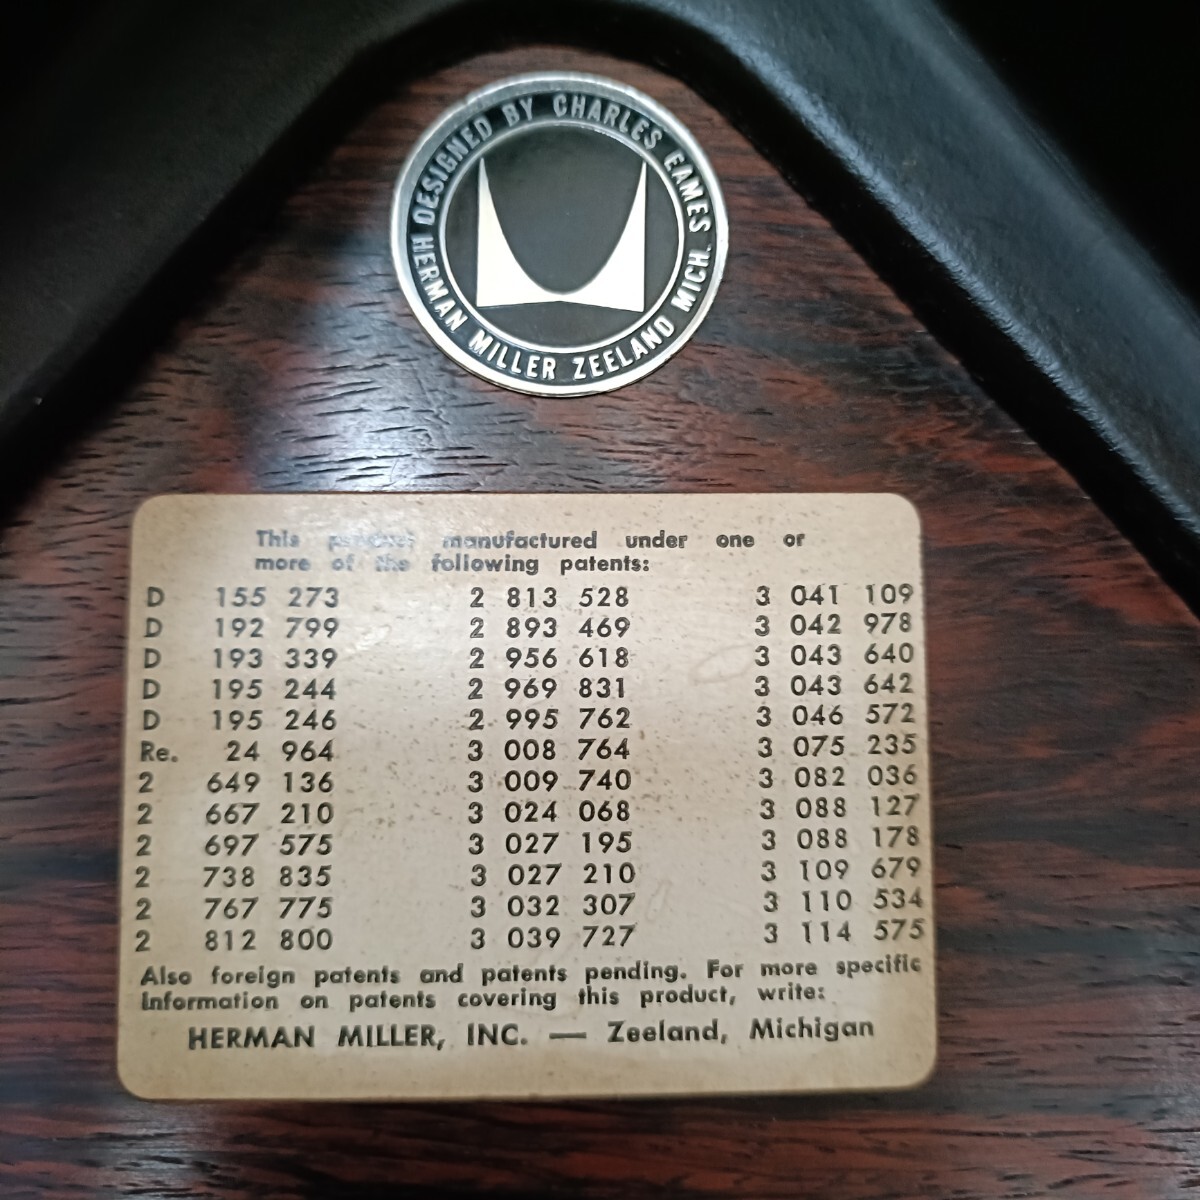 DESIGNED BY CHARLES EAMES
HERMAN MILLER ZEELAND MICH.
This product manufactured under one or
more of the following patents:
D 155 273 2 813 528 3 041 109
D 192 799 2 893 469 3 042 978
D 193 339 2 956 618 3 043 640
D 195 244 2 969 831 3 043 642
D 195 246 2 995 762 3 046 572
Re. 24 964 3 008 764 3 075 235
2 649 136 3 009 740 3 082 036
2 667 210 3 024 068 3 088 127
2 697 575 3 027 195 3 088 178
2 738 835 3 027 210 3 109 679
2 767 775 3 032 307 3 110 534
2 812 800 3 039 727 3 114 575
Also foreign patents and patents pending. For more specific
information on patents covering this product, write:
HERMAN MILLER, INC. — Zeeland, Michigan